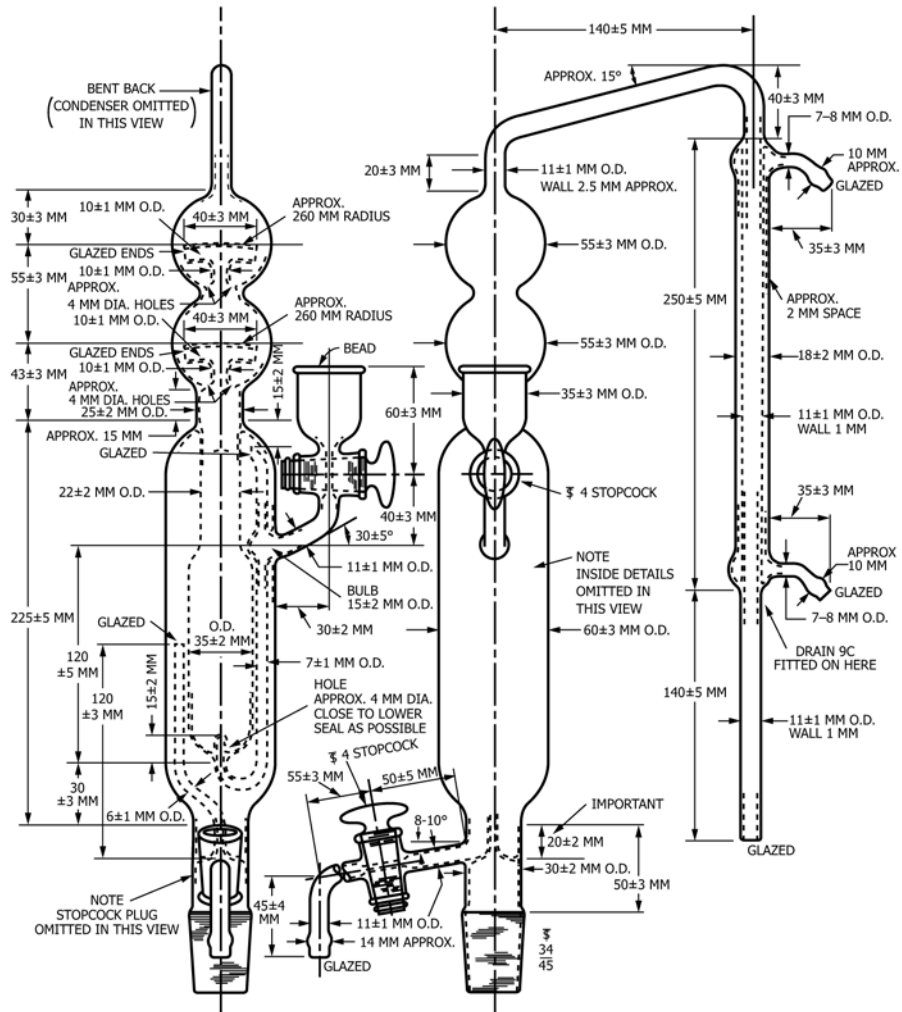 140±5 MM
APPROX. 15°
BENT BACK
(CONDENSER OMITTED
IN THIS VIEW)
40±3 MM
7–8 MM O.D.
10 MM
APPROX.
GLAZED
20±3 MM
11±1 MM O.D.
WALL 2.5 MM APPROX.
30±3 MM
10±1 MM O.D.
40±3 MM
APPROX.
260 MM RADIUS
35±3 MM
GLAZED ENDS
10±1 MM O.D.
55±3 MM
55±3 MM O.D.
APPROX.
4 MM DIA. HOLES
250±5 MM
APPROX.
2 MM SPACE
10±1 MM O.D.
40±3 MM
APPROX.
260 MM RADIUS
GLAZED ENDS
10±1 MM O.D.
15±2 MM
BEAD
55±3 MM O.D.
18±2 MM O.D.
43±3 MM
APPROX.
4 MM DIA. HOLES
25±2 MM O.D.
60±3 MM
35±3 MM O.D.
11±1 MM O.D.
WALL 1 MM
APPROX. 15 MM
GLAZED
22±2 MM O.D.
$ 4 STOPCOCK
35±3 MM
40±3 MM
30±5°
11±1 MM O.D.
NOTE
INSIDE DETAILS
OMITTED IN
THIS VIEW
APPROX
10 MM
GLAZED
BULB
15±2 MM O.D.
7–8 MM O.D.
225±5 MM
GLAZED
O.D.
35±2 MM
30±2 MM
60±3 MM O.D.
DRAIN 9C
FITTED ON HERE
120
±5 MM
7±1 MM O.D.
15±2 MM
120
±3 MM
HOLE
APPROX. 4 MM DIA.
CLOSE TO LOWER
SEAL AS POSSIBLE
140±5 MM
11±1 MM O.D.
WALL 1 MM
$ 4 STOPCOCK
55±3 MM
50±5 MM
30
±3 MM
6±1 MM O.D.
8-10°
IMPORTANT
20±2 MM
30±2 MM O.D.
50±3 MM
GLAZED
NOTE
STOPCOCK PLUG
OMITTED IN THIS VIEW
45±4
MM
11±1 MM O.D.
14 MM APPROX.
GLAZED
$
34
45